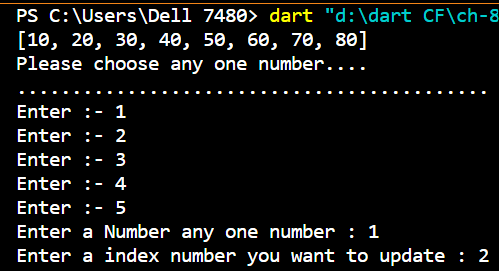 PS C:\Users\Dell 7480> dart "d:\dart CF\ch-8
[10, 20, 30, 40, 50, 60, 70, 80]
Please choose any one number....
...........................................
Enter :- 1
Enter :- 2
Enter :- 3
Enter :- 4
Enter :- 5
Enter a Number any one number : 1
Enter a index number you want to update : 2